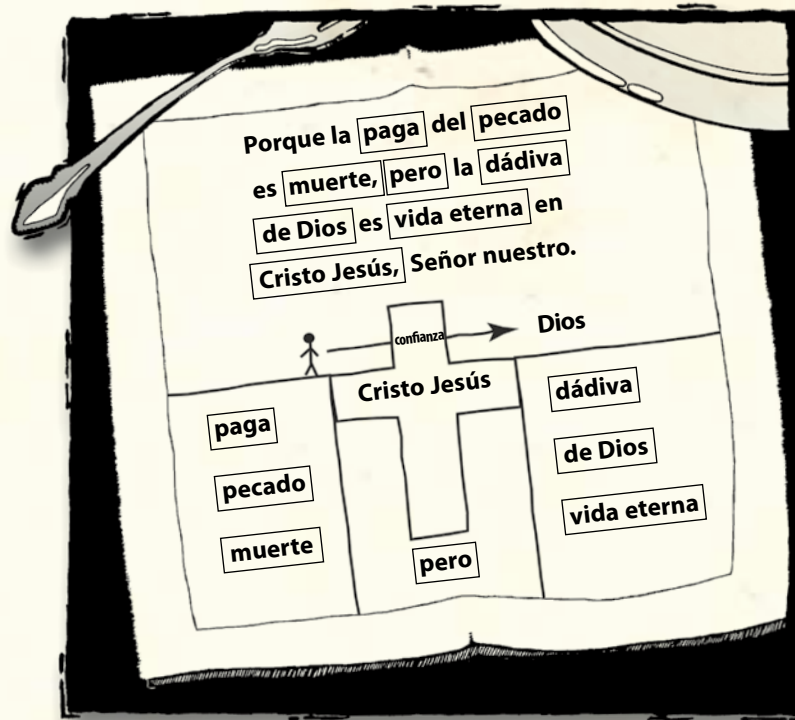 Porque la paga del pecado
es muerte, pero la dádiva
de Dios es vida eterna en
Cristo Jesús, Señor nuestro.
confianza
Dios
Cristo Jesús
paga
pecado
muerte
pero
dádiva
de Dios
vida eterna